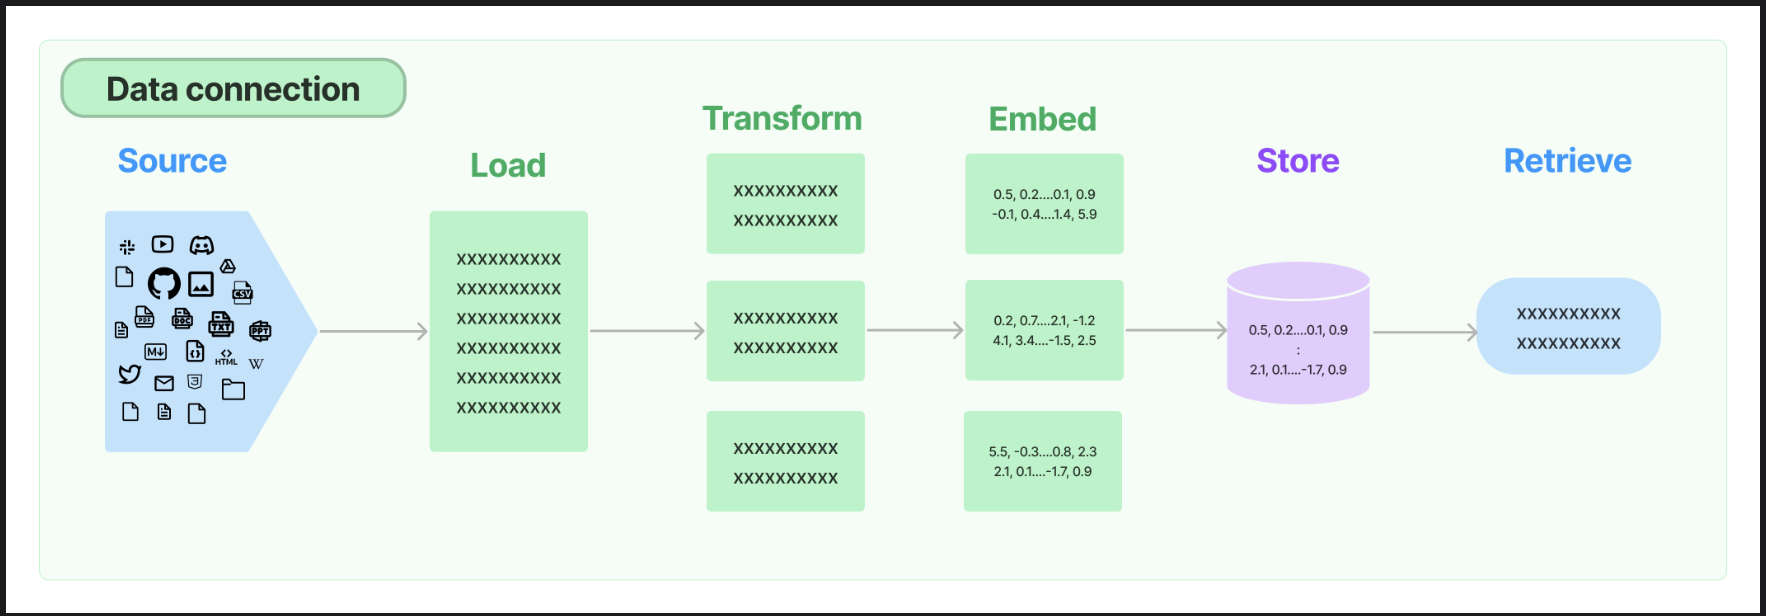 Data connection
Source
Load
Transform
Embed
Store
Retrieve
CSV
PDF
DOC
TXT
PPT
M
HTML
W
3
XXXXXXXXXX
XXXXXXXXXX
XXXXXXXXXX
XXXXXXXXXX
XXXXXXXXXX
XXXXXXXXXX
XXXXXXXXXX
XXXXXXXXXX
XXXXXXXXXX
XXXXXXXXXX
XXXXXXXXXX
XXXXXXXXXX
0.5, 0.2....0.1, 0.9
-0.1, 0.4....1.4, 5.9
0.2, 0.7....2.1, -1.2
4.1, 3.4....-1.5, 2.5
5.5, -0.3....0.8, 2.3
2.1, 0.1....-1.7, 0.9
0.5, 0.2....0.1, 0.9
:
2.1, 0.1....-1.7, 0.9
XXXXXXXXXX
XXXXXXXXXX